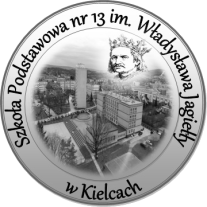 Szkoła Podstawowa nr 13 im. Władysława Jagiełły
w Kielcach